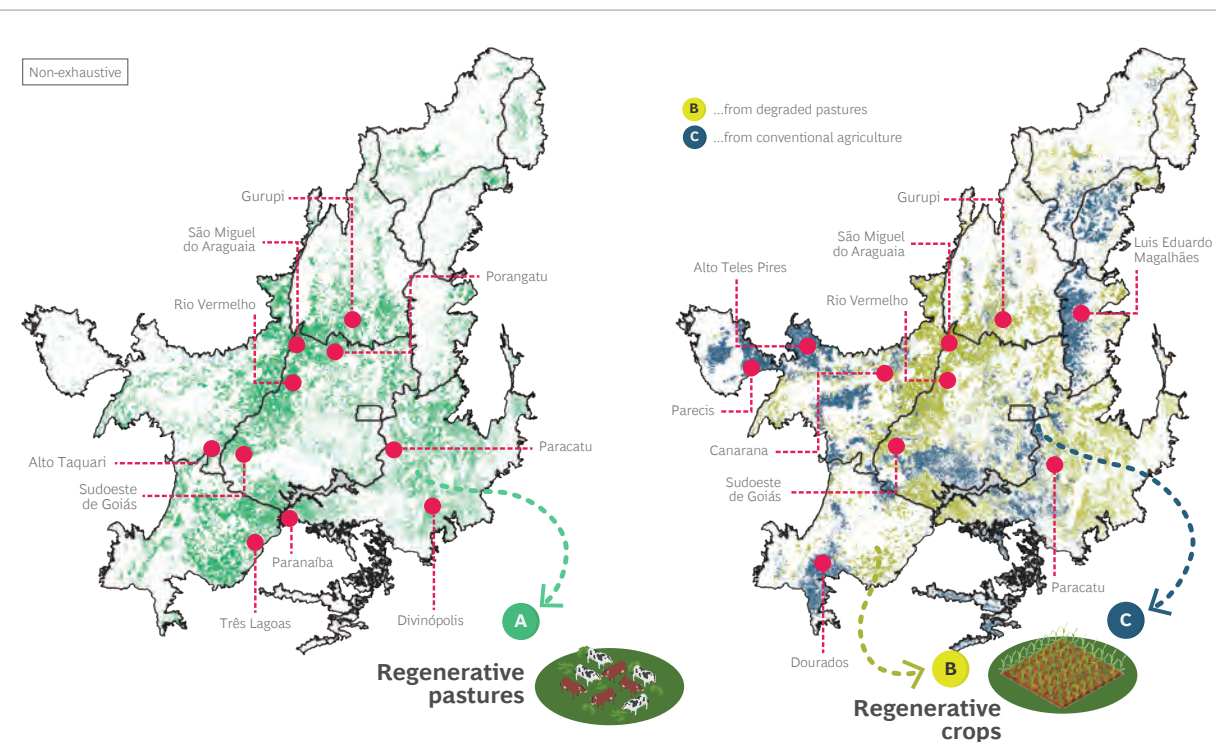 Non-exhaustive
Gurupi
São Miguel
do Araguaia
Rio Vermelho
Porangatu
Alto Taquari
Sudoeste
de Goiás
Paracatu
Paranaíba
Três Lagoas
Divinópolis
A
Regenerative
pastures
B ...from degraded pastures
C ...from conventional agriculture
Gurupi
São Miguel
do Araguaia
Luis Eduardo
Magalhães
Alto Teles Pires
Rio Vermelho
Parecis
Canarana
Sudoeste
de Goiás
Paracatu
Dourados
C
B
Regenerative
crops